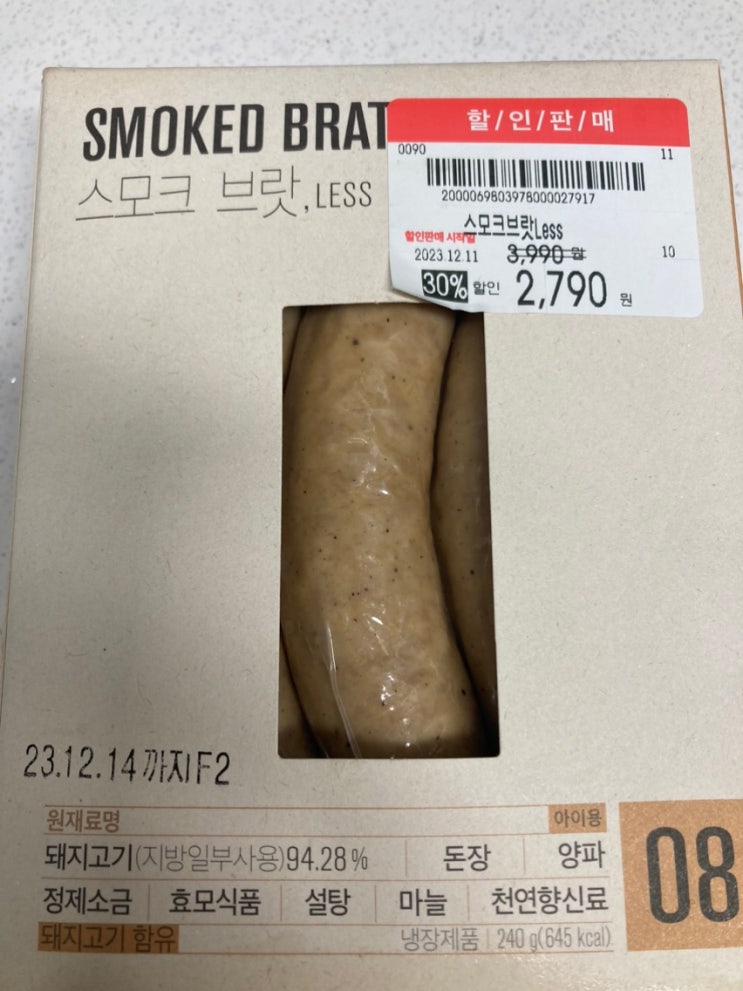 SMOKED BRAT
스모크 브랏, LESS
할/인/판/매
0090
11
2000069803978000027917
스모크브랏Less
할인판매 시작일
2023.12.11 3,990 원
10
30% 할인 2,790 원
23.12.14까지F2
원재료명 아이용
돼지고기(지방일부사용)94.28% 돈장 양파
정제소금 효모식품 설탕 마늘 천연향신료
돼지고기 함유 냉장제품 240 g(645 kcal)
08